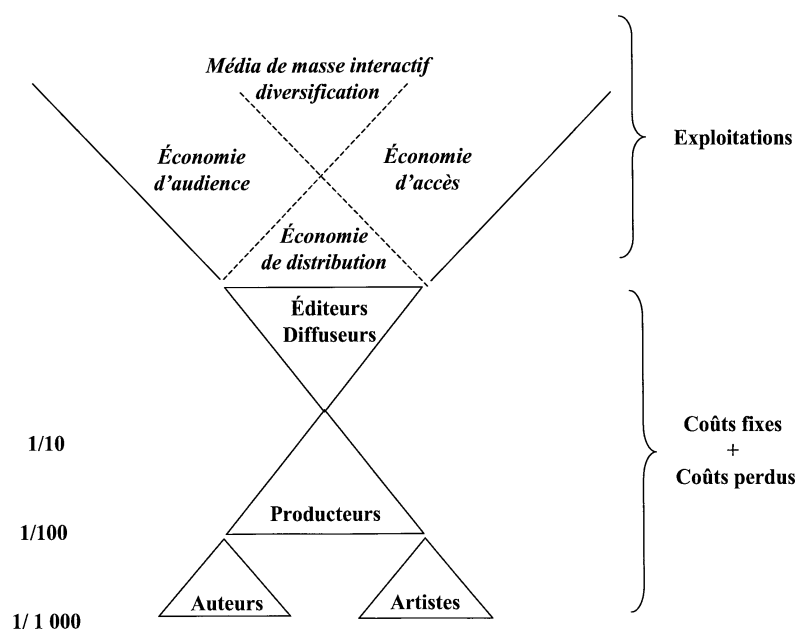 Média de masse interactif
diversification
Exploitations
Économie
d'audience
Économie
d'accès
Économie
de distribution
Éditeurs
Diffuseurs
Coûts fixes
+
Coûts perdus
1/10
Producteurs
1/100
Auteurs
Artistes
1/ 1 000